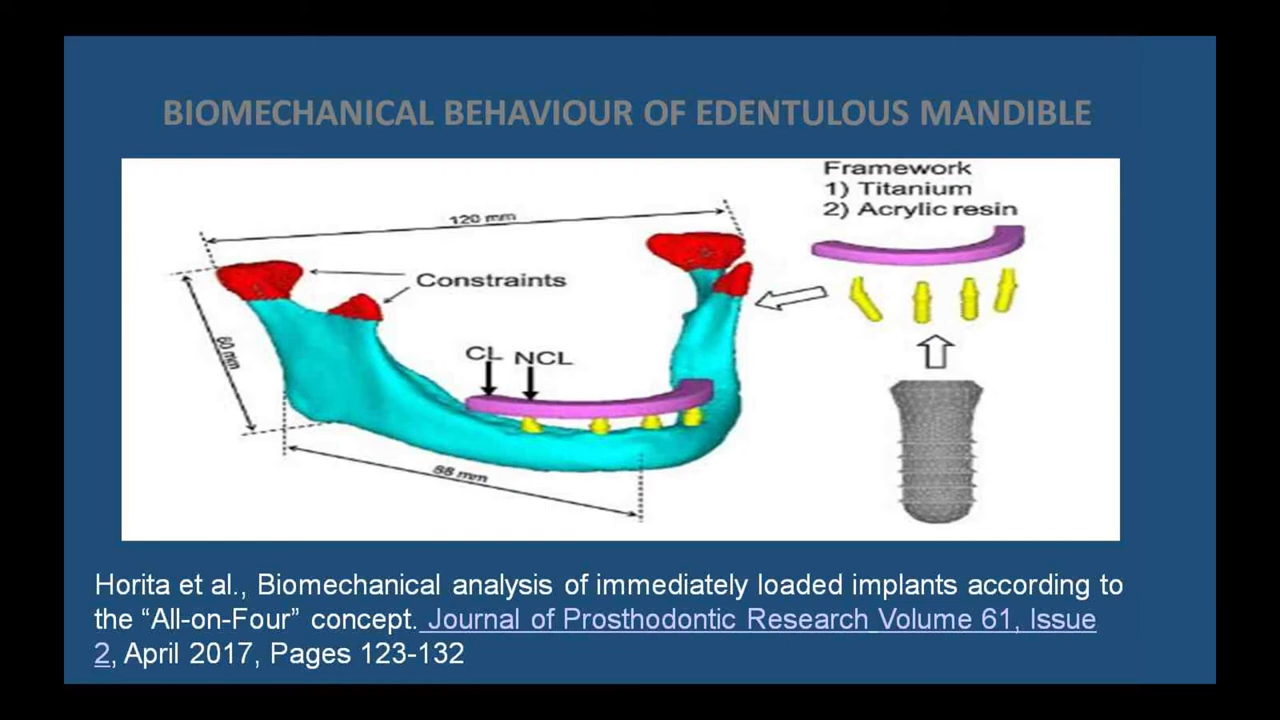 BIOMECHANICAL BEHAVIOUR OF EDENTULOUS MANDIBLE
Framework
1) Titanium
2) Acrylic resin
120 mm
Constraints
60 mm
CL NCL
88 mm
Horita et al., Biomechanical analysis of immediately loaded implants according to
the “All-on-Four” concept. Journal of Prosthodontic Research Volume 61, Issue
2, April 2017, Pages 123-132